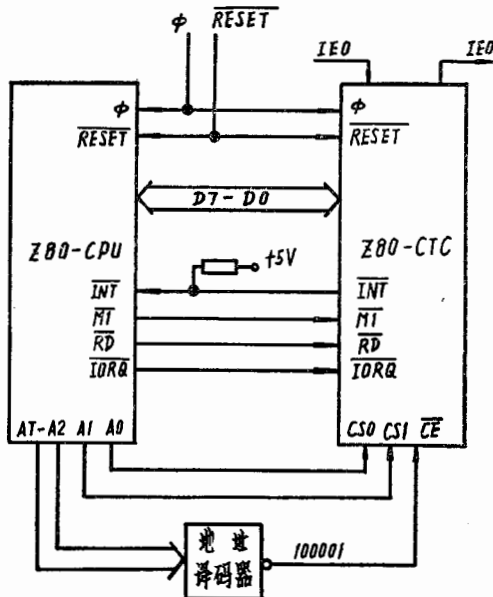 φ RESET
IEO IEO
φ φ
RESET RESET
D7-D0
Z80-CPU Z80-CTC
+5V
INT INT
M1 M1
RD RD
IORQ IORQ
A7-A2 A1 A0 CS0 CS1 CE
地址 100001
译码器